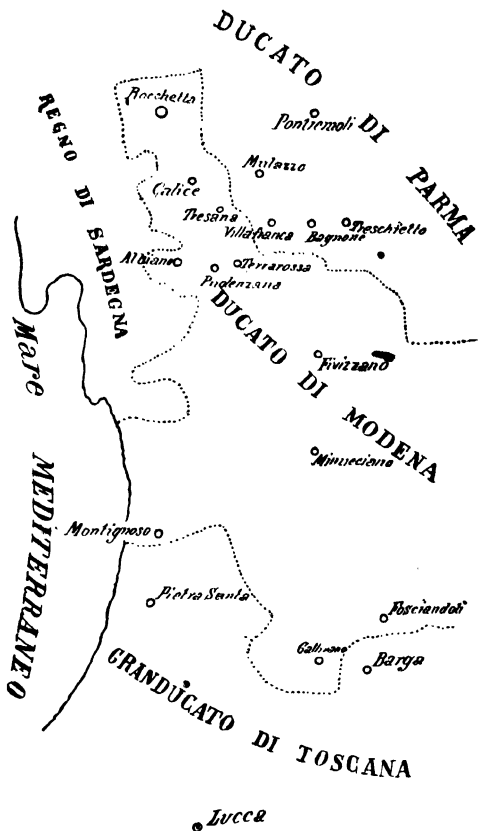 DUCATO DI PARMA
Rocchetta
REGNO DI SARDEGNA
Pontremoli
Mulazzo
Calice
Tresana
Villafranca
Bagnone
Treschietto
Albiano
Terrarossa
Podenzana
DUCATO DI MODENA
Mare MEDITERRANEO
Fivizzano
Minucciano
Montignoso
Pietra Santa
Fosciandoli
Gallicano
Barga
GRANDUCATO DI TOSCANA
Lucca